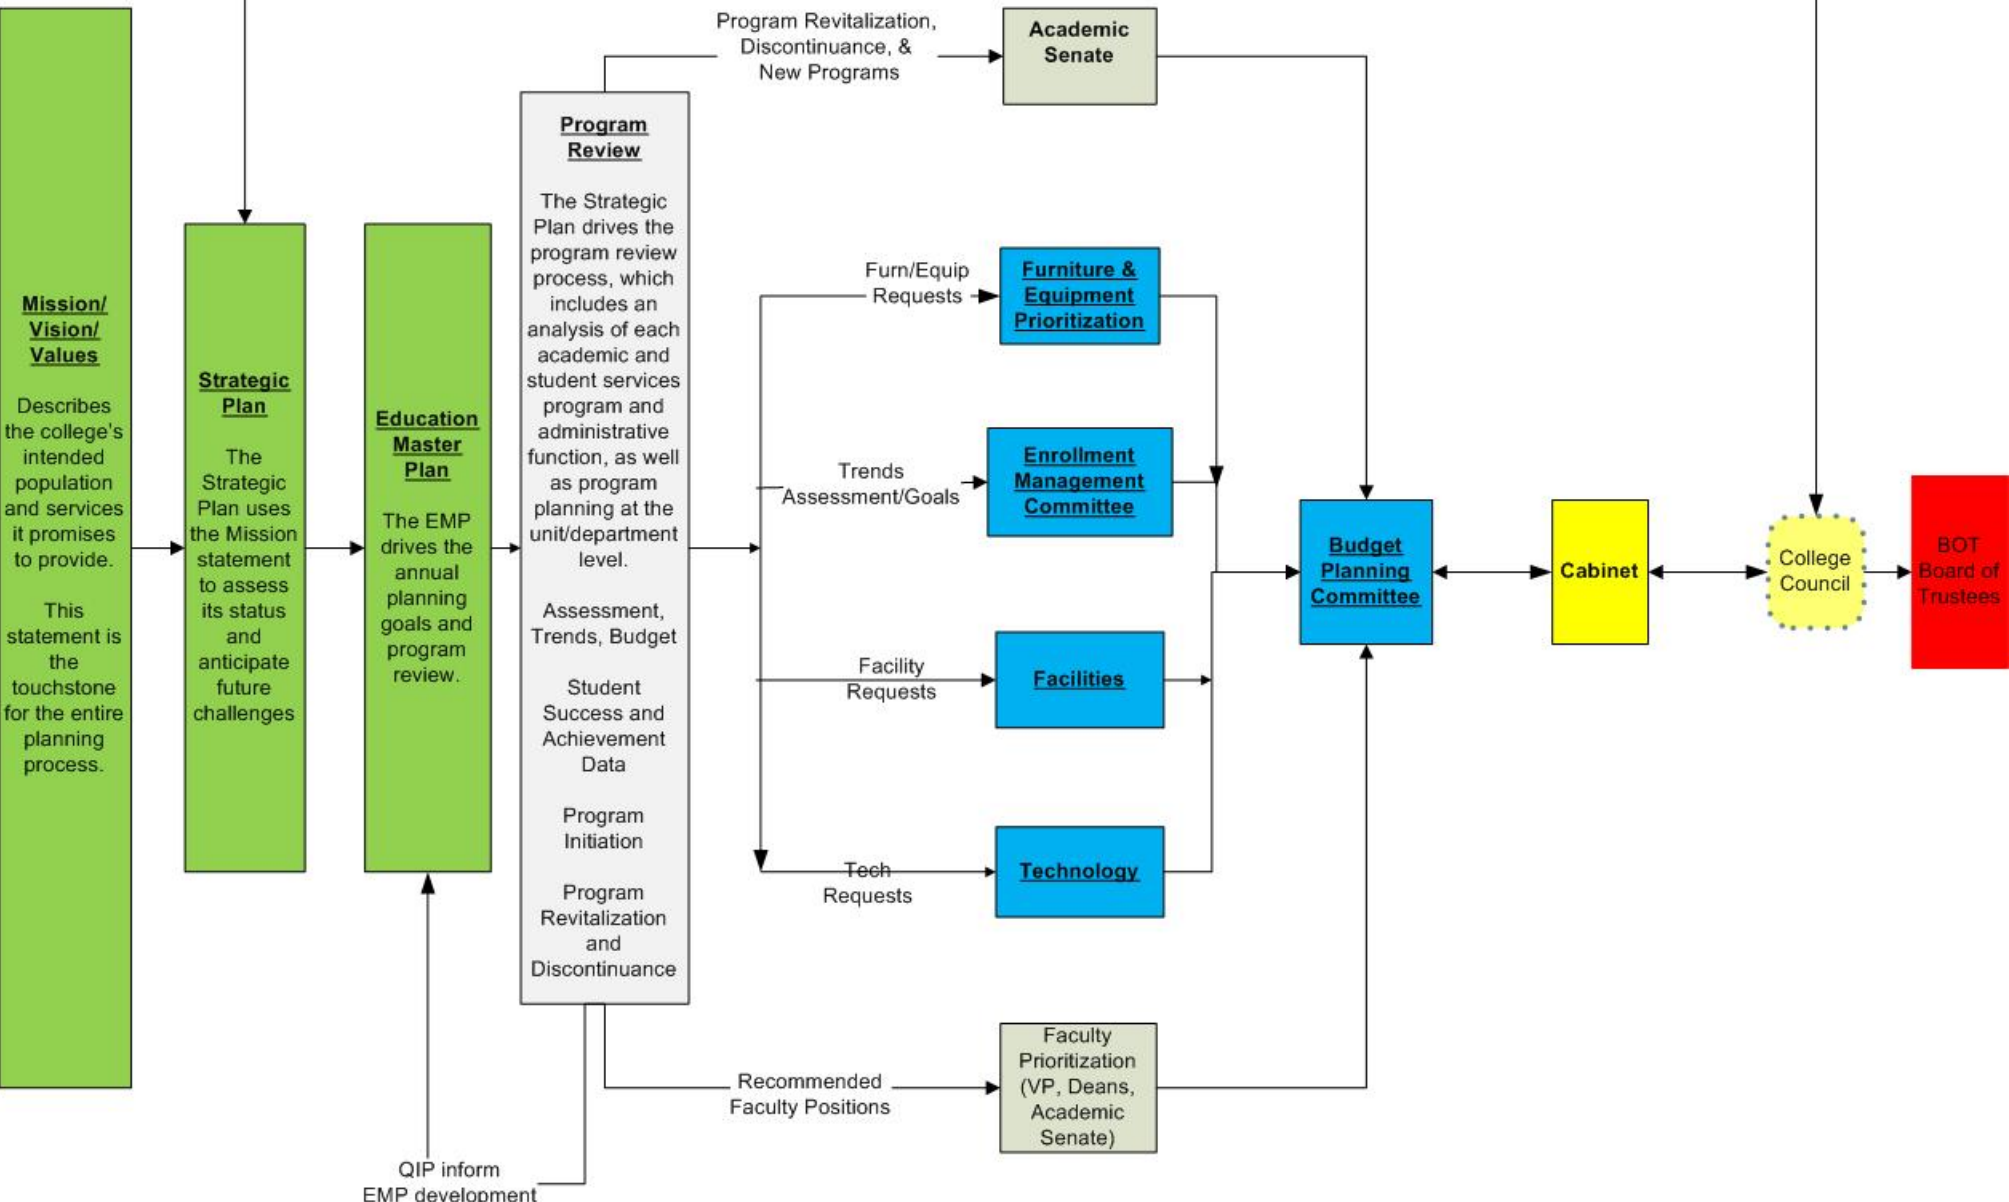 Mission/
Vision/
Values
Describes
the college's
intended
population
and services
it promises
to provide.
This
statement is
the
touchstone
for the entire
planning
process.
Strategic
Plan
The
Strategic
Plan uses
the Mission
statement
to assess
its status
and
anticipate
future
challenges
Education
Master
Plan
The EMP
drives the
annual
planning
goals and
program
review.
QIP inform
EMP development
Program
Review
The Strategic
Plan drives the
program review
process, which
includes an
analysis of each
academic and
student services
program and
administrative
function, as well
as program
planning at the
unit/department
level.
Assessment,
Trends, Budget
Student
Success and
Achievement
Data
Program
Initiation
Program
Revitalization
and
Discontinuance
Program Revitalization,
Discontinuance, &
New Programs
Academic
Senate
Furn/Equip
Requests
Furniture &
Equipment
Prioritization
Trends
Assessment/Goals
Enrollment
Management
Committee
Facility
Requests
Facilities
Tech
Requests
Technology
Recommended
Faculty Positions
Faculty
Prioritization
(VP, Deans,
Academic
Senate)
Budget
Planning
Committee
Cabinet
College
Council
BOT
Board of
Trustees